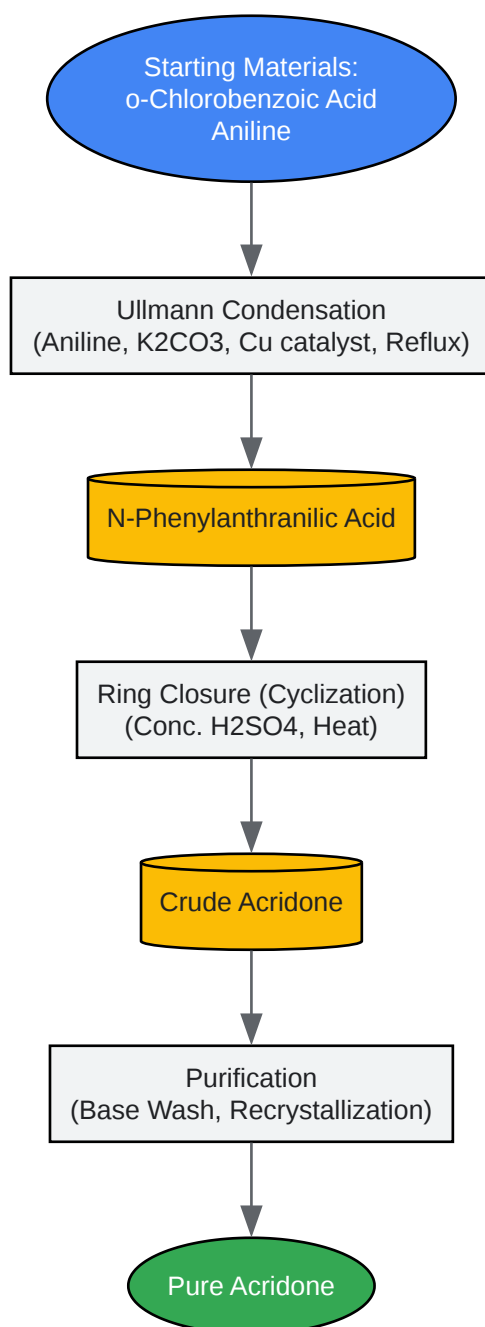 Starting Materials:
o-Chlorobenzoic Acid
Aniline
Ullmann Condensation
(Aniline, K2CO3, Cu catalyst, Reflux)
N-Phenylanthranilic Acid
Ring Closure (Cyclization)
(Conc. H2SO4, Heat)
Crude Acridone
Purification
(Base Wash, Recrystallization)
Pure Acridone